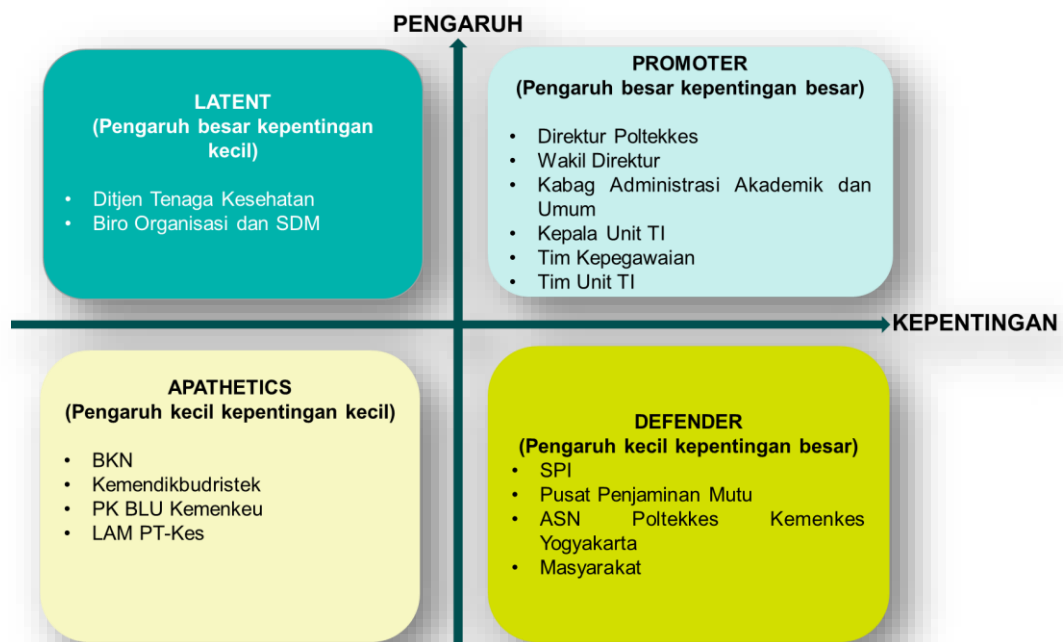 PENGARUH
LATENT
(Pengaruh besar kepentingan
kecil)
• Ditjen Tenaga Kesehatan
• Biro Organisasi dan SDM
PROMOTER
(Pengaruh besar kepentingan besar)
• Direktur Poltekkes
• Wakil Direktur
• Kabag Administrasi Akademik dan
Umum
• Kepala Unit TI
• Tim Kepegawaian
• Tim Unit TI
KEPENTINGAN
APATHETICS
(Pengaruh kecil kepentingan kecil)
• BKN
• Kemendikbudristek
• PK BLU Kemenkeu
• LAM PT-Kes
DEFENDER
(Pengaruh kecil kepentingan besar)
• SPI
• Pusat Penjaminan Mutu
• ASN Poltekkes Kemenkes
Yogyakarta
• Masyarakat